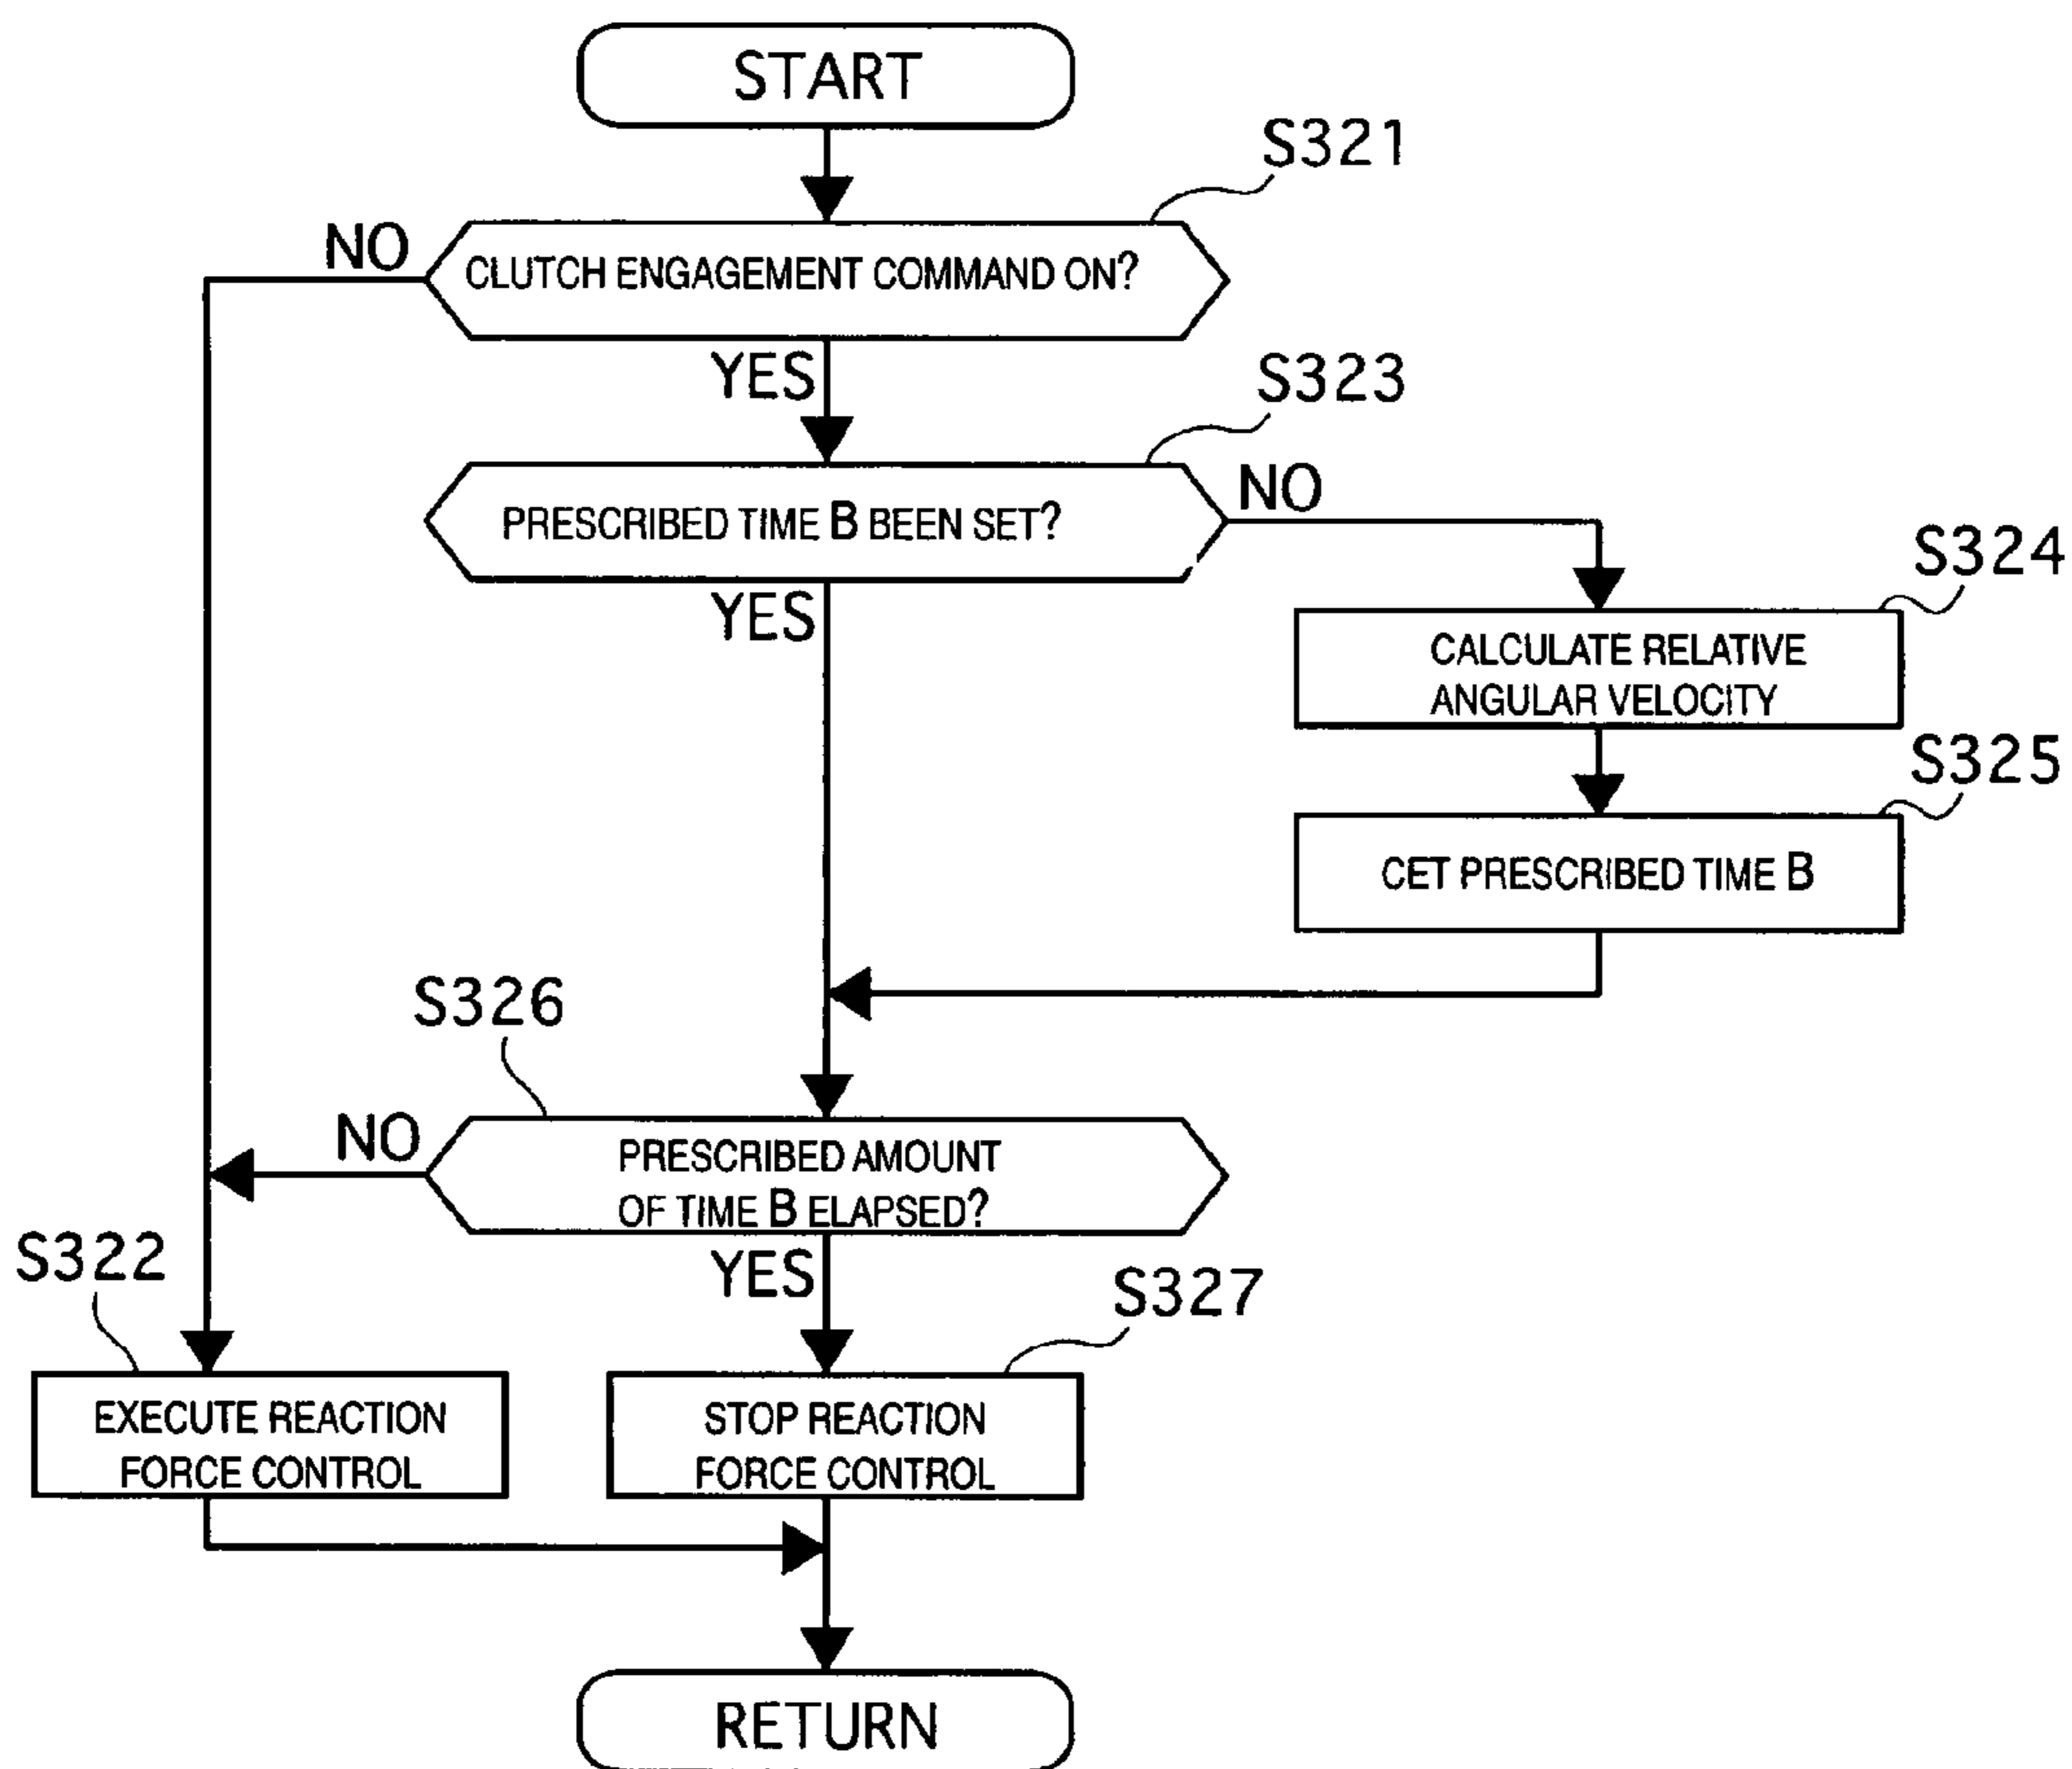 START
S321
NO
CLUTCH ENGAGEMENT COMMAND ON?
YES
S323
PRESCRIBED TIME B BEEN SET?
NO
YES
S324
CALCULATE RELATIVE
ANGULAR VELOCITY
S325
CET PRESCRIBED TIME B
S326
NO
PRESCRIBED AMOUNT
OF TIME B ELAPSED?
YES
S322
S327
EXECUTE REACTION
FORCE CONTROL
STOP REACTION
FORCE CONTROL
RETURN